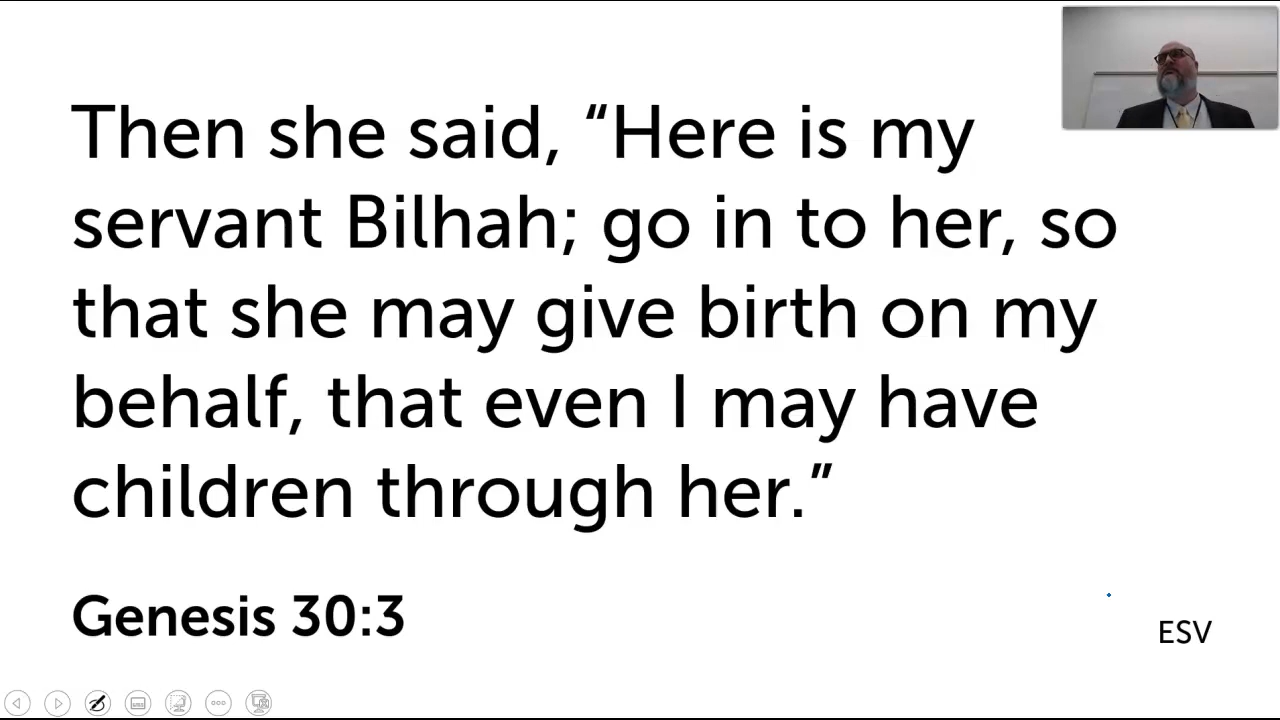 Then she said, “Here is my
servant Bilhah; go in to her, so
that she may give birth on my
behalf, that even I may have
children through her.”
Genesis 30:3
ESV